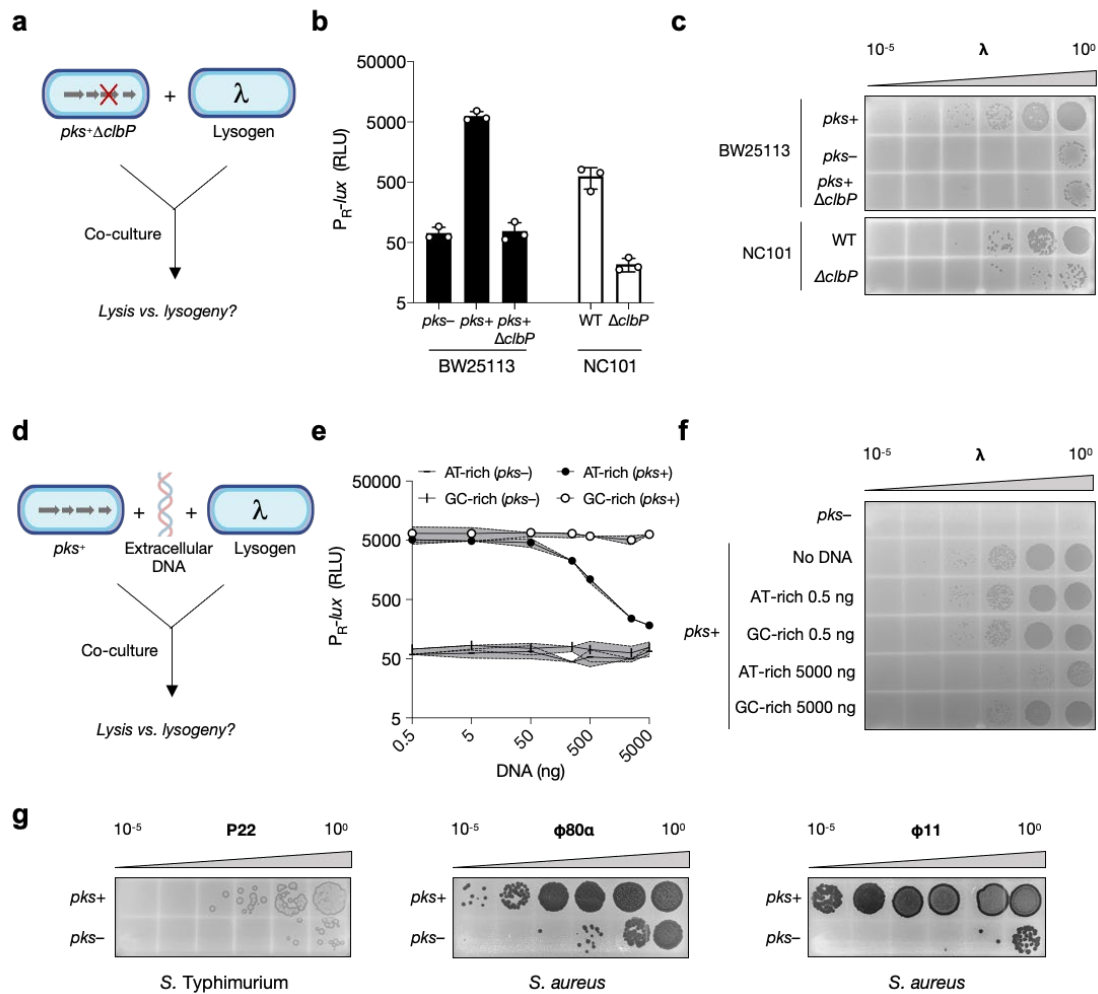 a
pks+ΔclbP
+
λ
Lysogen
Co-culture
Lysis vs. lysogeny?
b
PR-lux (RLU)
50000
5000
500
50
5
pks– pks+ pks+ ΔclbP
WT ΔclbP
BW25113
NC101
c
10-5 λ 100
BW25113
pks+
pks–
pks+
ΔclbP
NC101
WT
ΔclbP
d
pks+
+
Extracellular
DNA
+
λ
Lysogen
Co-culture
Lysis vs. lysogeny?
e
AT-rich (pks–) AT-rich (pks+)
GC-rich (pks–) GC-rich (pks+)
PR-lux (RLU)
50000
5000
500
50
5
0.5 5 50 500 5000
DNA (ng)
f
10-5 λ 100
pks–
pks+
No DNA
AT-rich 0.5 ng
GC-rich 0.5 ng
AT-rich 5000 ng
GC-rich 5000 ng
g
10-5 P22 100
pks+
pks–
S. Typhimurium
10-5 ϕ80α 100
pks+
pks–
S. aureus
10-5 ϕ11 100
pks+
pks–
S. aureus